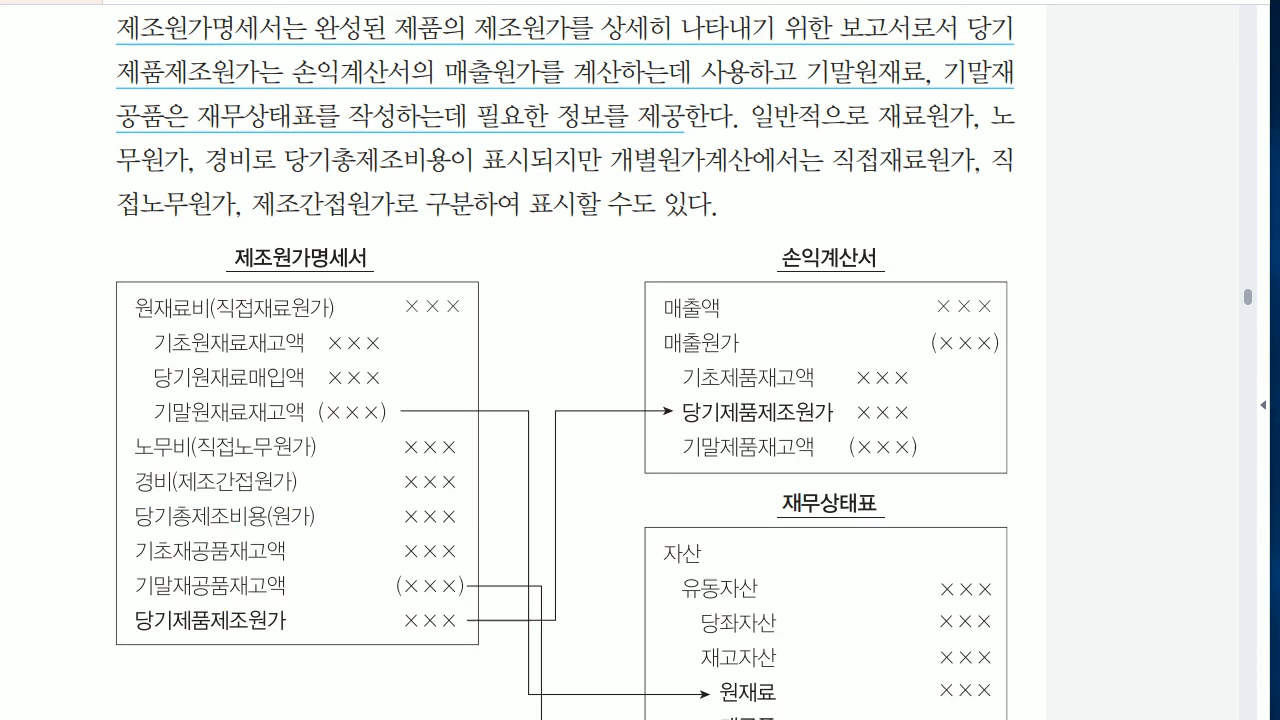 제조원가명세서는 완성된 제품의 제조원가를 상세히 나타내기 위한 보고서로서 당기
제품제조원가는 손익계산서의 매출원가를 계산하는데 사용하고 기말원재료, 기말재
공품은 재무상태표를 작성하는데 필요한 정보를 제공한다. 일반적으로 재료원가, 노
무원가, 경비로 당기총제조비용이 표시되지만 개별원가계산에서는 직접재료원가, 직
접노무원가, 제조간접원가로 구분하여 표시할 수도 있다.
제조원가명세서
원재료비(직접재료원가) ×××
기초원재료재고액 ×××
당기원재료매입액 ×××
기말원재료재고액 (×××)
노무비(직접노무원가) ×××
경비(제조간접원가) ×××
당기총제조비용(원가) ×××
기초재공품재고액 ×××
기말재공품재고액 (×××)
당기제품제조원가 ×××
손익계산서
매출액 ×××
매출원가 (×××)
기초제품재고액 ×××
당기제품제조원가 ×××
기말제품재고액 (×××)
재무상태표
자산
유동자산 ×××
당좌자산 ×××
재고자산 ×××
원재료 ×××